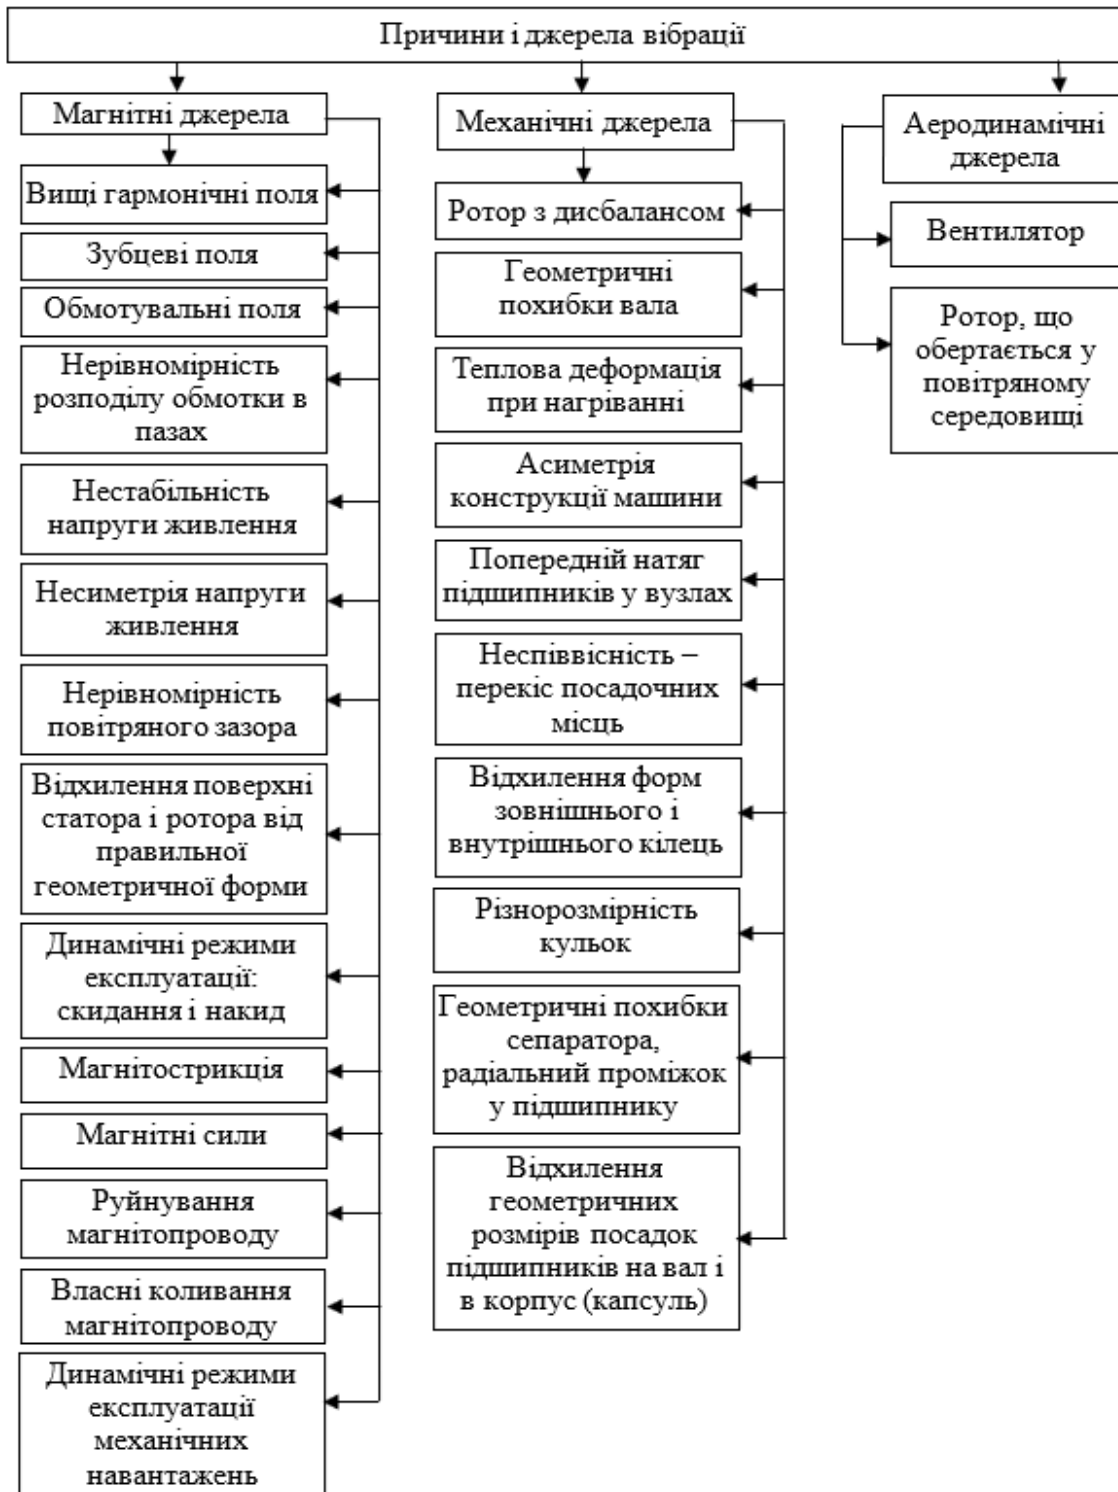 Причини і джерела вібрації
Магнітні джерела
Вищі гармонічні поля
Зубцеві поля
Обмотувальні поля
Нерівномірність
розподілу обмотки в
пазах
Нестабільність
напруги живлення
Несиметрія напруги
живлення
Нерівномірність
повітряного зазора
Відхилення поверхні
статора і ротора від
правильної
геометричної форми
Динамічні режими
експлуатації:
скидання і накид
Магнітострикція
Магнітні сили
Руйнування
магнітопроводу
Власні коливання
магнітопроводу
Динамічні режими
експлуатації
механічних
навантажень
Механічні джерела
Ротор з дисбалансом
Геометричні
похибки вала
Теплова деформація
при нагріванні
Асиметрія
конструкції машини
Попередній натяг
підшипників у вузлах
Неспіввісність –
перекіс посадочних
місць
Відхилення форм
зовнішнього і
внутрішнього кілець
Різнорозмірність
кульок
Геометричні похибки
сепаратора,
радіальний проміжок
у підшипнику
Відхилення
геометричних
розмірів посадок
підшипників на вал і
в корпус (капсуль)
Аеродинамічні
джерела
Вентилятор
Ротор, що
обертається у
повітряному
середовищі